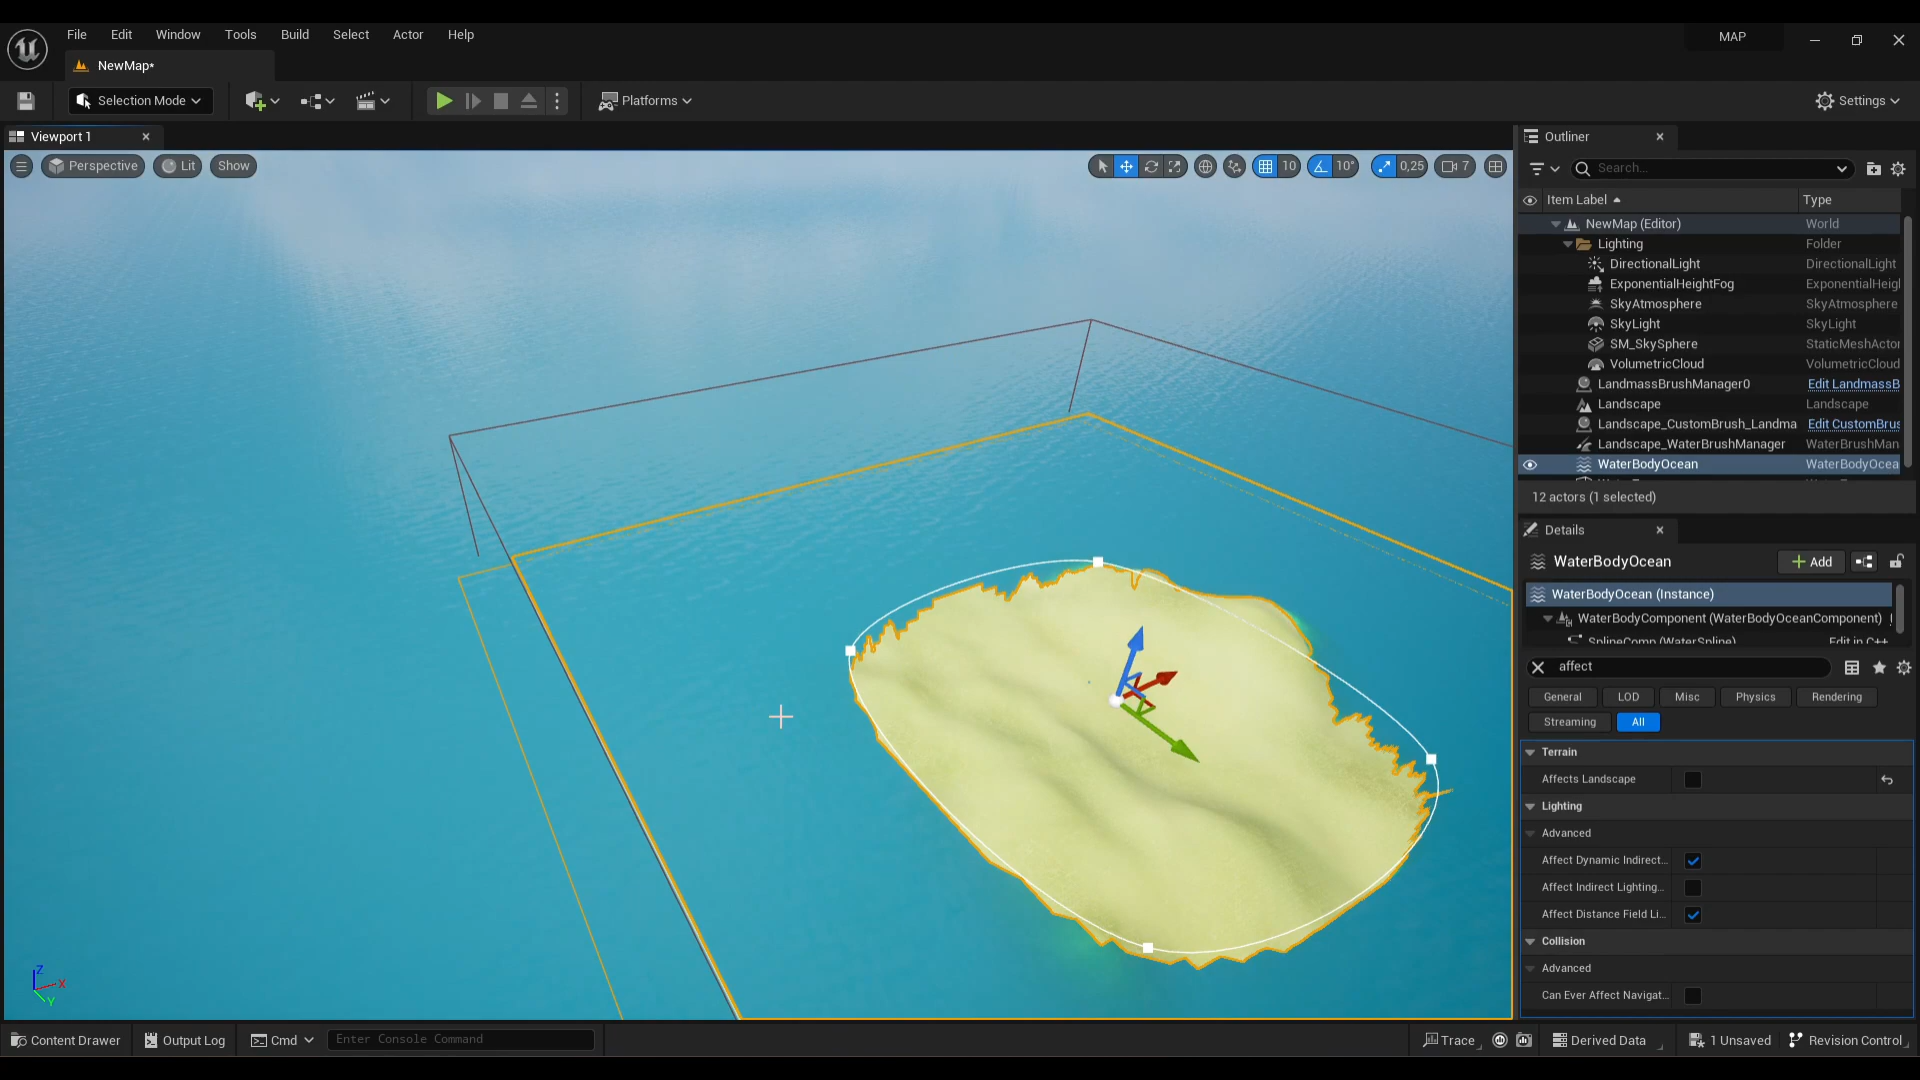 File Edit Window Tools Build Select Actor Help
MAP
NewMap*
Selection Mode
Platforms
Settings
Viewport 1
Perspective
Lit
Show
10
10°
0,25
7
Outliner
Search...
Item Label Type
NewMap (Editor) World
Lighting Folder
DirectionalLight DirectionalLight
ExponentialHeightFog ExponentialHeigl
SkyAtmosphere SkyAtmosphere
SkyLight SkyLight
SM_SkySphere StaticMeshActor
VolumetricCloud VolumetricCloud
LandmassBrushManager0 Edit LandmassB
Landscape Landscape
Landscape_CustomBrush_Landma Edit CustomBrus
Landscape_WaterBrushManager WaterBrushMan
WaterBodyOcean WaterBodyOcea
12 actors (1 selected)
Details
WaterBodyOcean
Add
WaterBodyOcean (Instance)
WaterBodyComponent (WaterBodyOceanComponent)
SplineComp (WaterSpline) Edit in C++
affect
General LOD Misc Physics Rendering
Streaming All
Terrain
Affects Landscape
Lighting
Advanced
Affect Dynamic Indirect...
Affect Indirect Lighting...
Affect Distance Field Li...
Collision
Advanced
Can Ever Affect Navigat...
Z
X
Y
Content Drawer
Output Log
Cmd
Enter Console Command
Trace
Derived Data
1 Unsaved
Revision Control